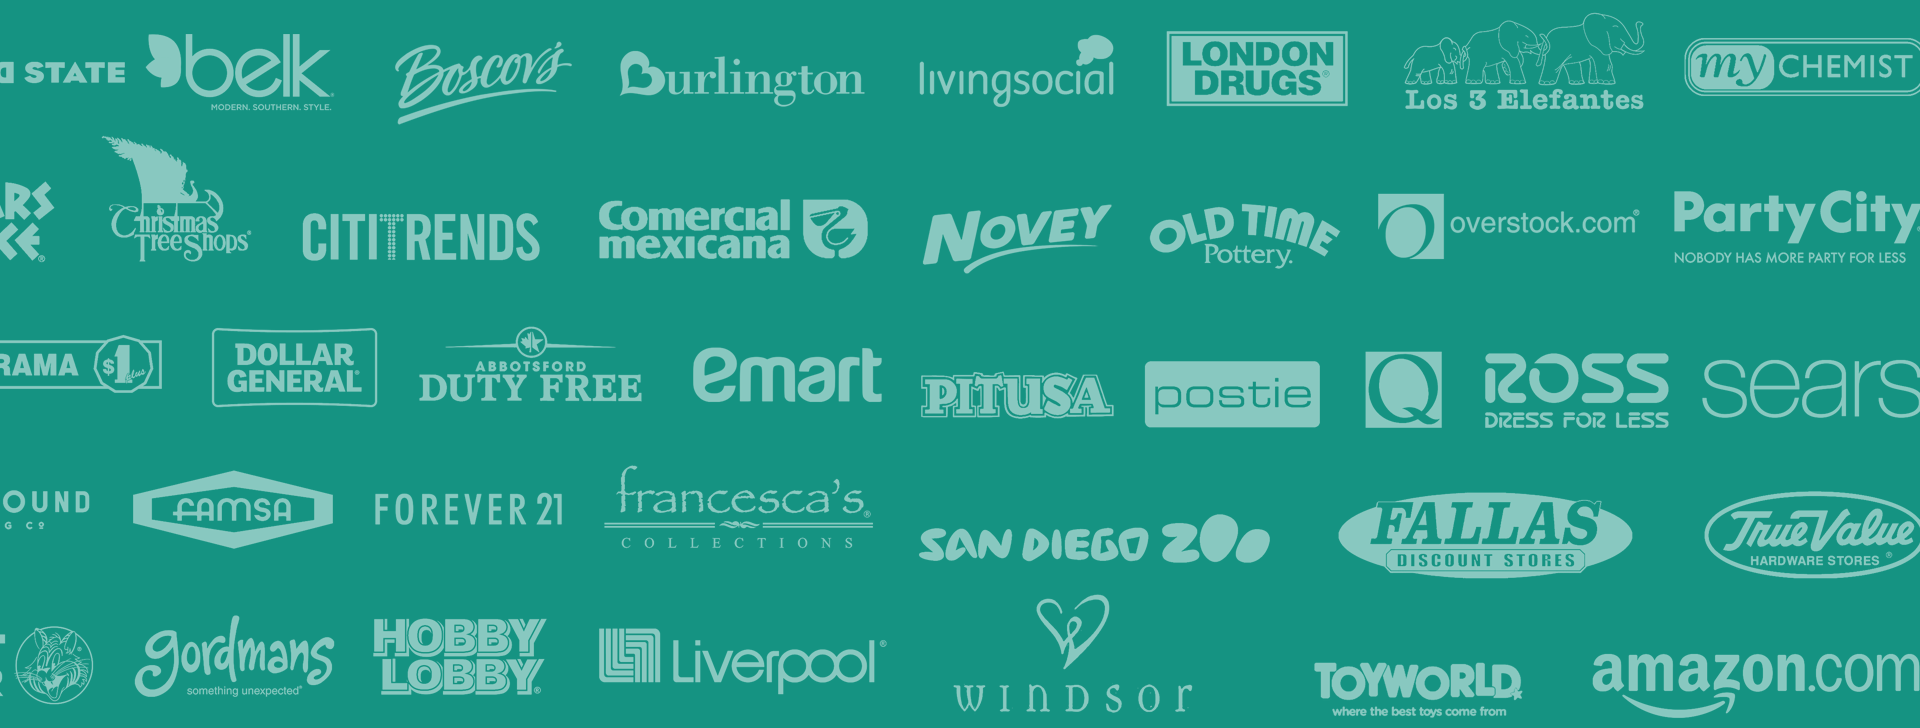 STATE
belk
MODERN. SOUTHERN. STYLE.
Boscov's
Burlington
livingsocial
LONDON
DRUGS®
Los 3 Elefantes
my CHEMIST
ARS
KE®
Christmas
Tree Shops®
CITITRENDS
Comercial
mexicana
NOVEY
OLD TIME
Pottery.
overstock.com®
Party City
NOBODY HAS MORE PARTY FOR LESS
RAMA $1 plus
DOLLAR
GENERAL
ABBOTSFORD
DUTY FREE
emart
PITUSA
postie
Q
ROSS
DRESS FOR LESS
sears
OUND
G Cº
FAMSA
FOREVER 21
francesca's®
COLLECTIONS
SAN DIEGO ZOO
FALLAS
DISCOUNT STORES
True Value
HARDWARE STORES®
gordmans
something unexpected®
HOBBY
LOBBY®
Liverpool®
windsor
TOYWORLD
where the best toys come from
amazon.com